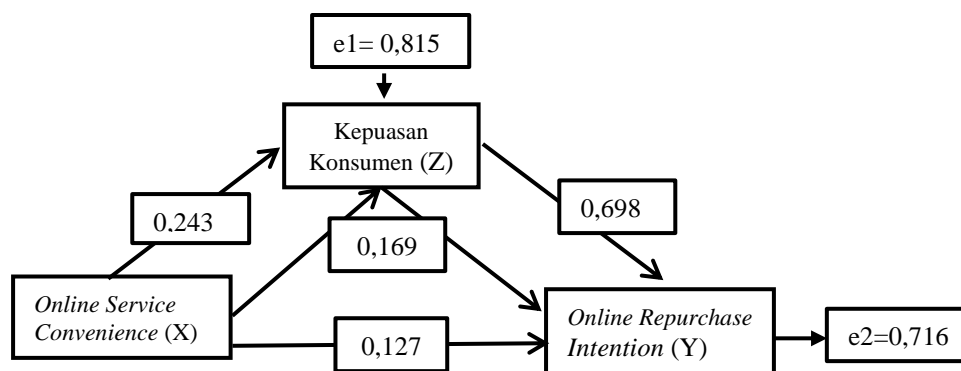 e1= 0,815
Kepuasan
Konsumen (Z)
0,243
0,169
0,698
Online Service
Convenience (X)
0,127
Online Repurchase
Intention (Y)
e2=0,716